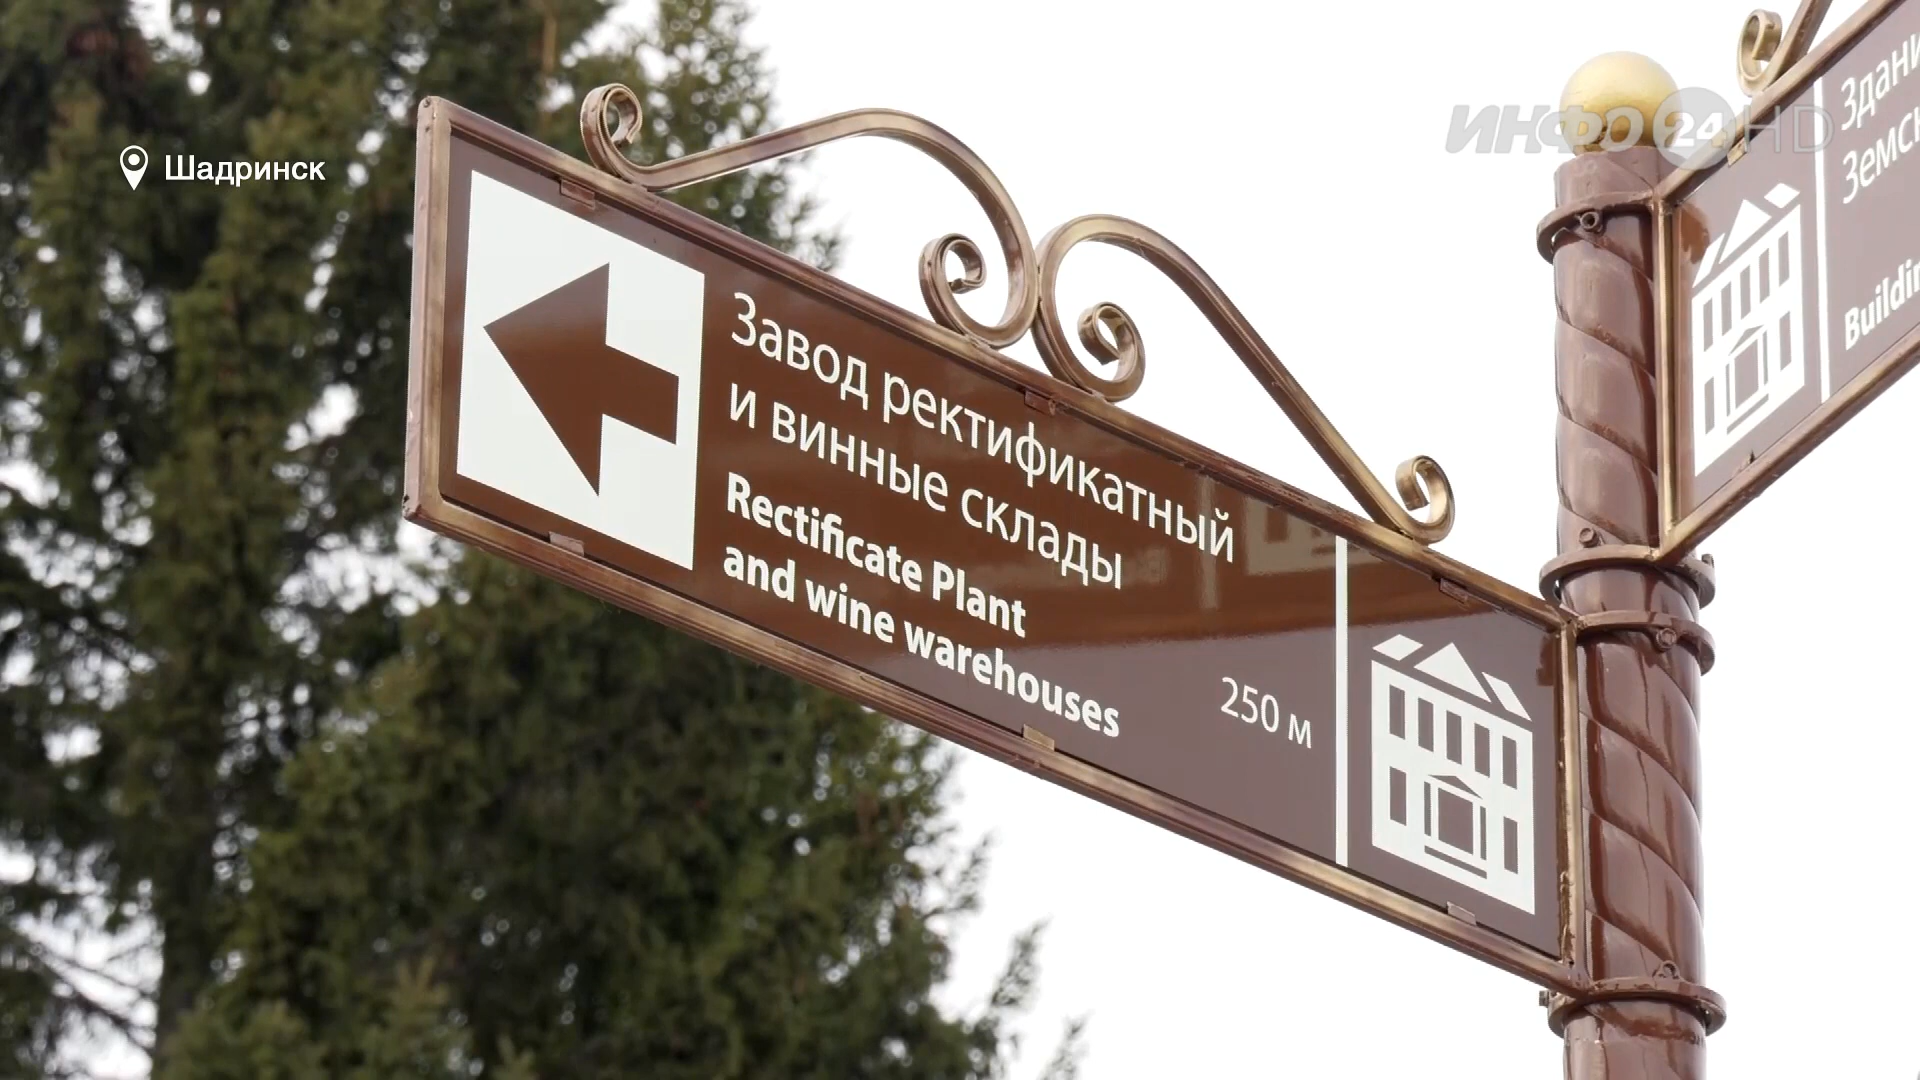 Шадринск
ИНФО 24 HD
Завод ректификатный
и винные склады
Rectificate Plant
and wine warehouses
250 м